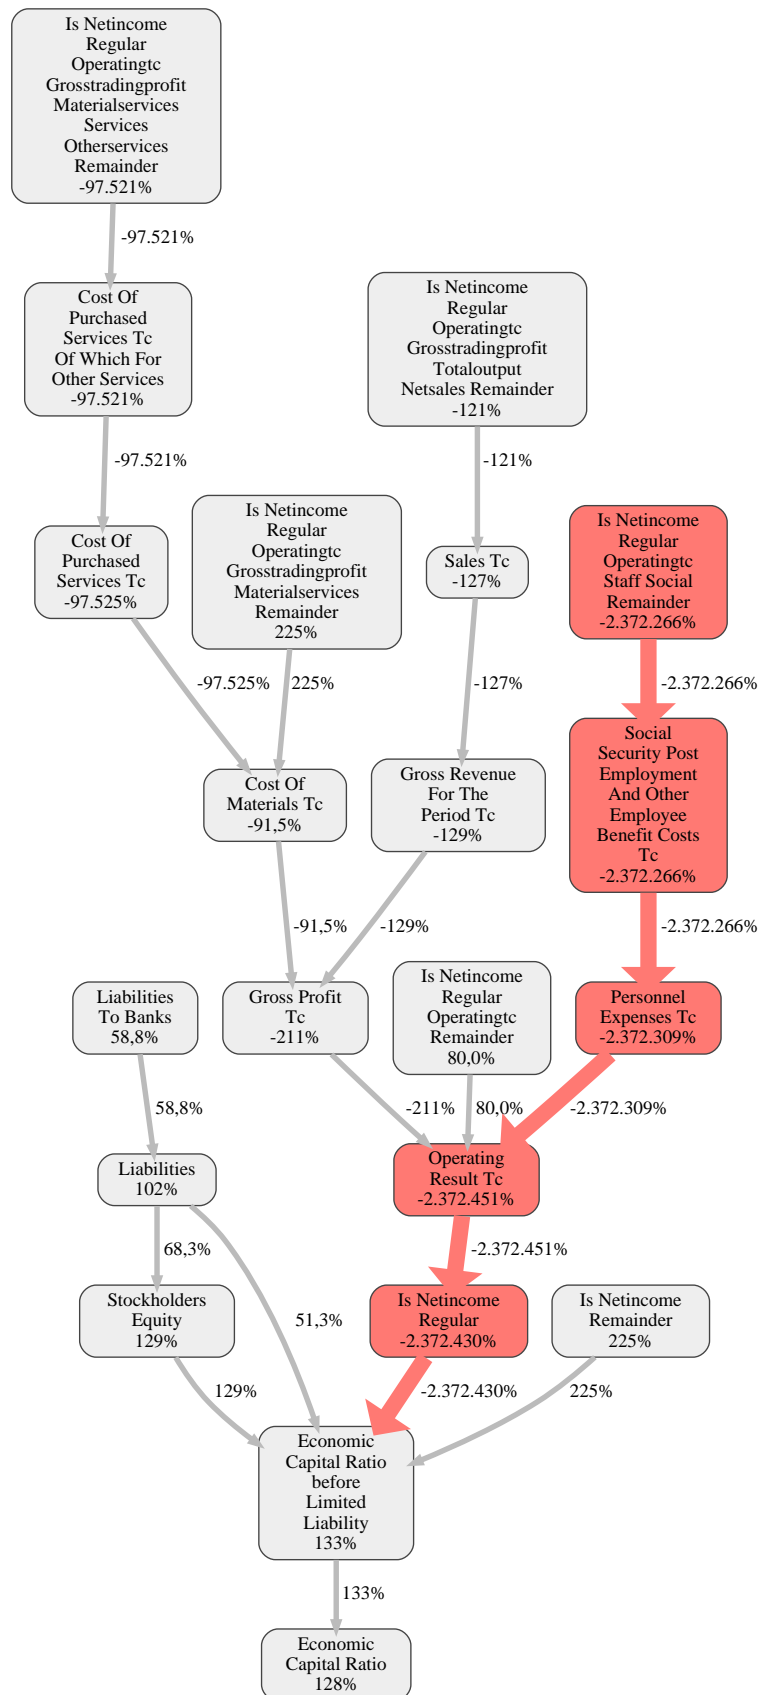 Is Netincome
Regular
Operatingtc
Grosstradingprofit
Materialservices
Services
Otherservices
Remainder
-97.521%
-97.521%
Cost Of
Purchased
Services Tc
Of Which For
Other Services
-97.521%
Is Netincome
Regular
Operatingtc
Grosstradingprofit
Totaloutput
Netsales Remainder
-121%
-97.521%
-121%
Cost Of
Purchased
Services Tc
-97.525%
Is Netincome
Regular
Operatingtc
Grosstradingprofit
Materialservices
Remainder
225%
Sales Tc
-127%
Is Netincome
Regular
Operatingtc
Staff Social
Remainder
-2.372.266%
-97.525%
225%
-127%
-2.372.266%
Cost Of
Materials Tc
-91,5%
Gross Revenue
For The
Period Tc
-129%
Social
Security Post
Employment
And Other
Employee
Benefit Costs
Tc
-2.372.266%
-91,5%
-129%
-2.372.266%
Liabilities
To Banks
58,8%
Gross Profit
Tc
-211%
Is Netincome
Regular
Operatingtc
Remainder
80,0%
Personnel
Expenses Tc
-2.372.309%
58,8%
-211%
80,0%
-2.372.309%
Liabilities
102%
Operating
Result Tc
-2.372.451%
68,3%
-2.372.451%
Stockholders
Equity
129%
51,3%
Is Netincome
Regular
-2.372.430%
Is Netincome
Remainder
225%
129%
-2.372.430%
225%
Economic
Capital Ratio
before
Limited
Liability
133%
133%
Economic
Capital Ratio
128%